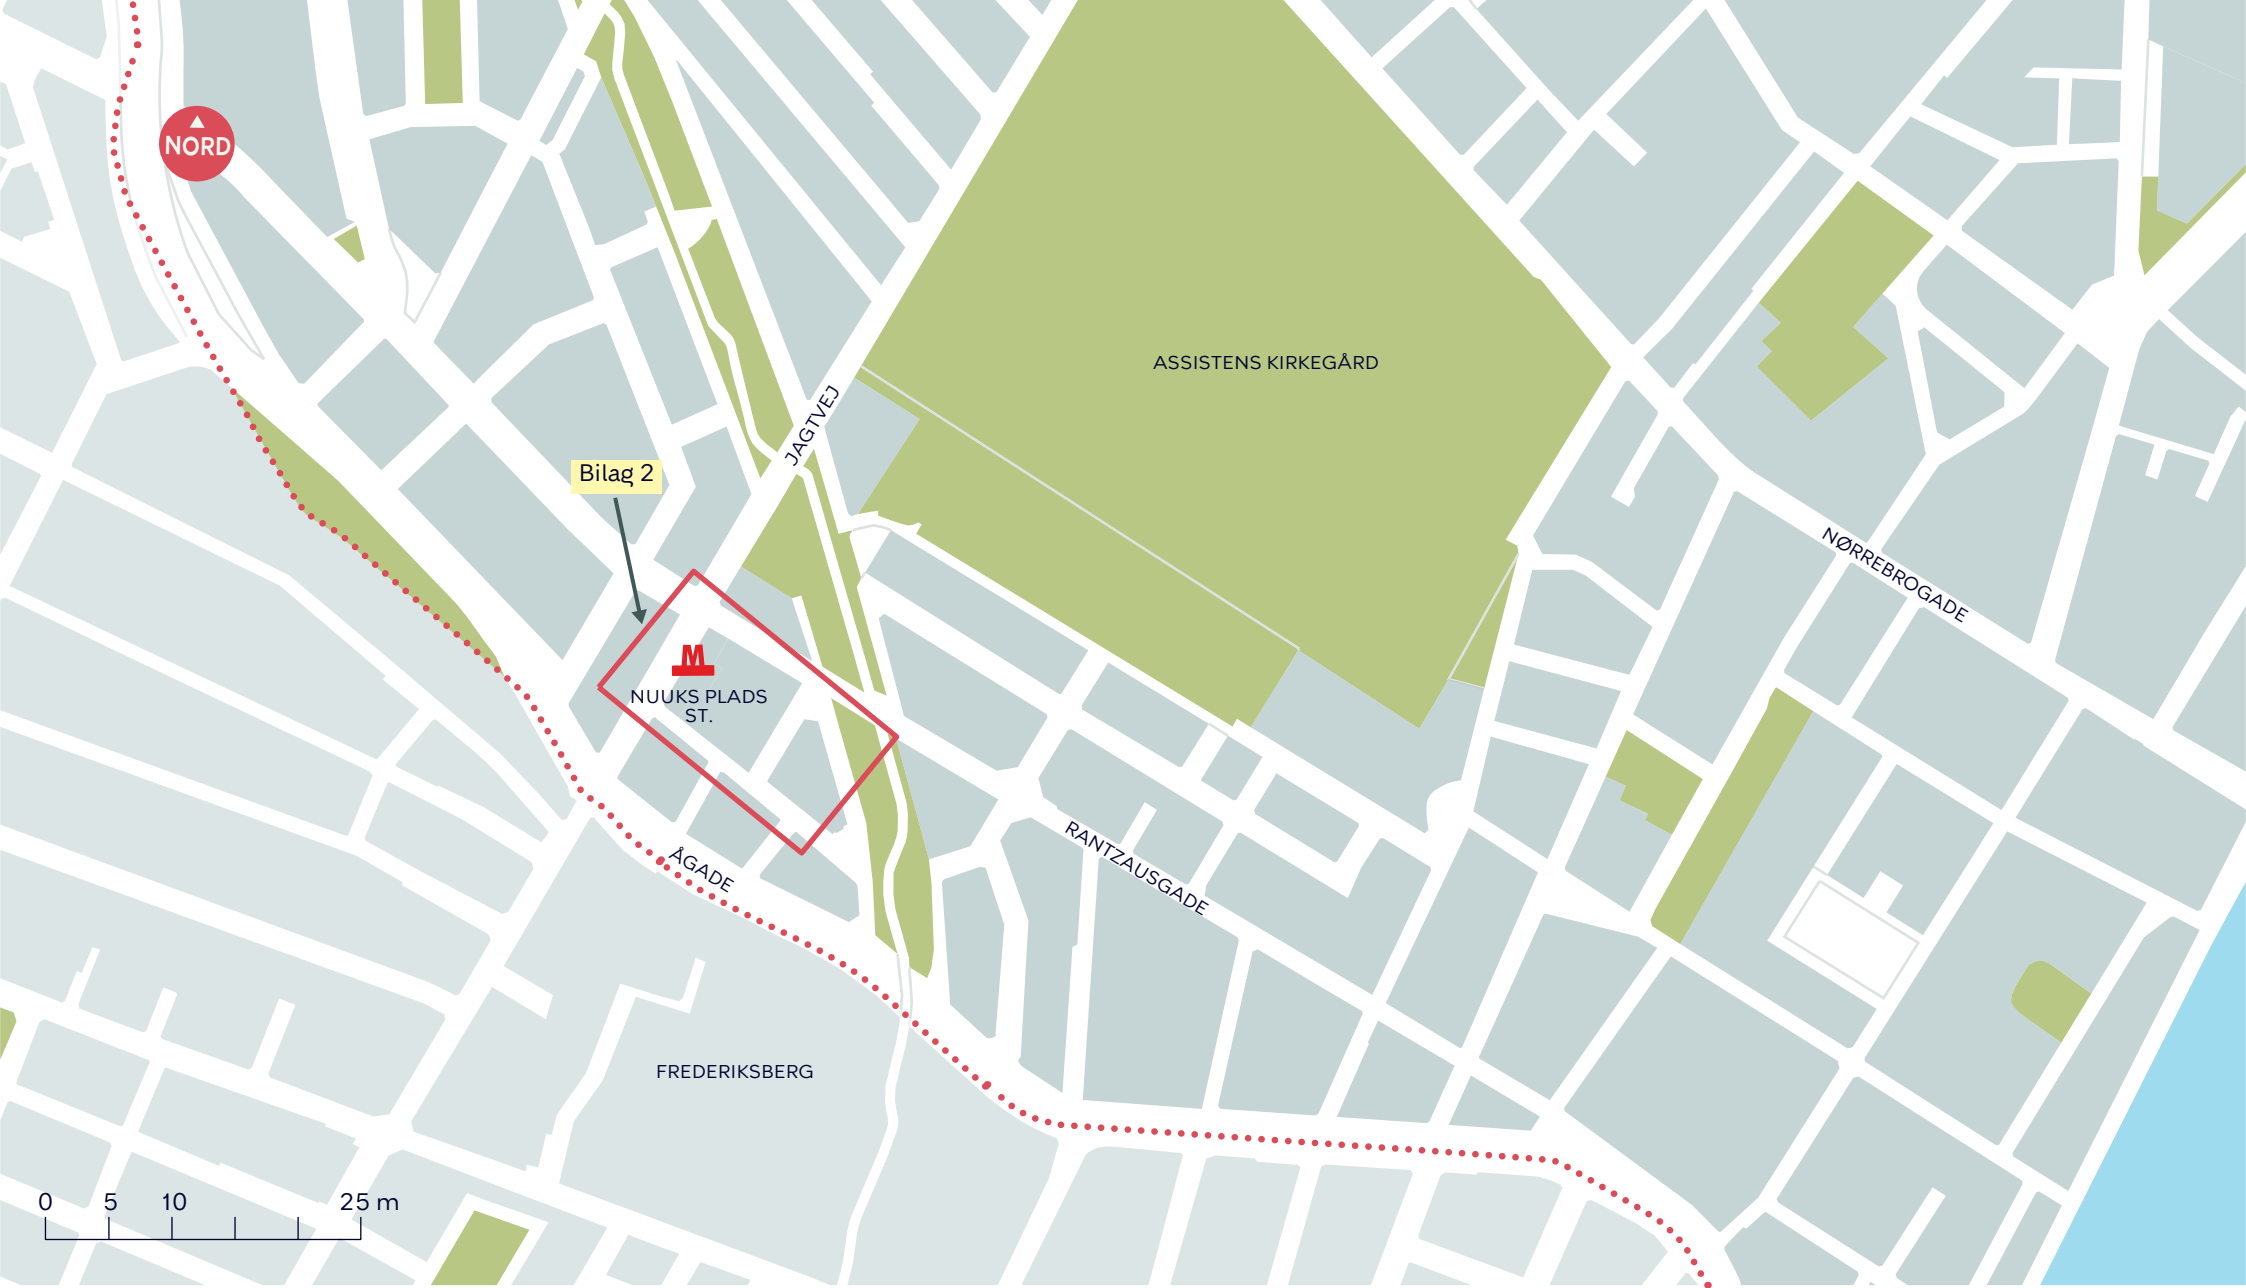 NORD
ASSISTENS KIRKEGÅRD
JAGTVEJ
Bilag 2
NØRREBROGADE
M
NUUKS PLADS
ST.
RANTZAUSGADE
ÅGADE
FREDERIKSBERG
0 5 10 25 m